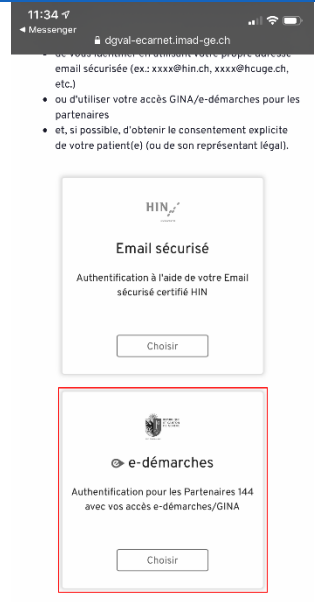 11:34
◀ Messenger
dgval-ecarnet.imad-ge.ch
email sécurisée (ex.: xxxx@hin.ch, xxxx@hcuge.ch,
etc.)
ou d'utiliser votre accès GINA/e-démarches pour les
partenaires
et, si possible, d'obtenir le consentement explicite
de votre patient(e) (ou de son représentant légal).
HIN
Email sécurisé
Authentification à l'aide de votre Email
sécurisé certifié HIN
Choisir
e-démarches
Authentification pour les Partenaires 144
avec vos accès e-démarches/GINA
Choisir